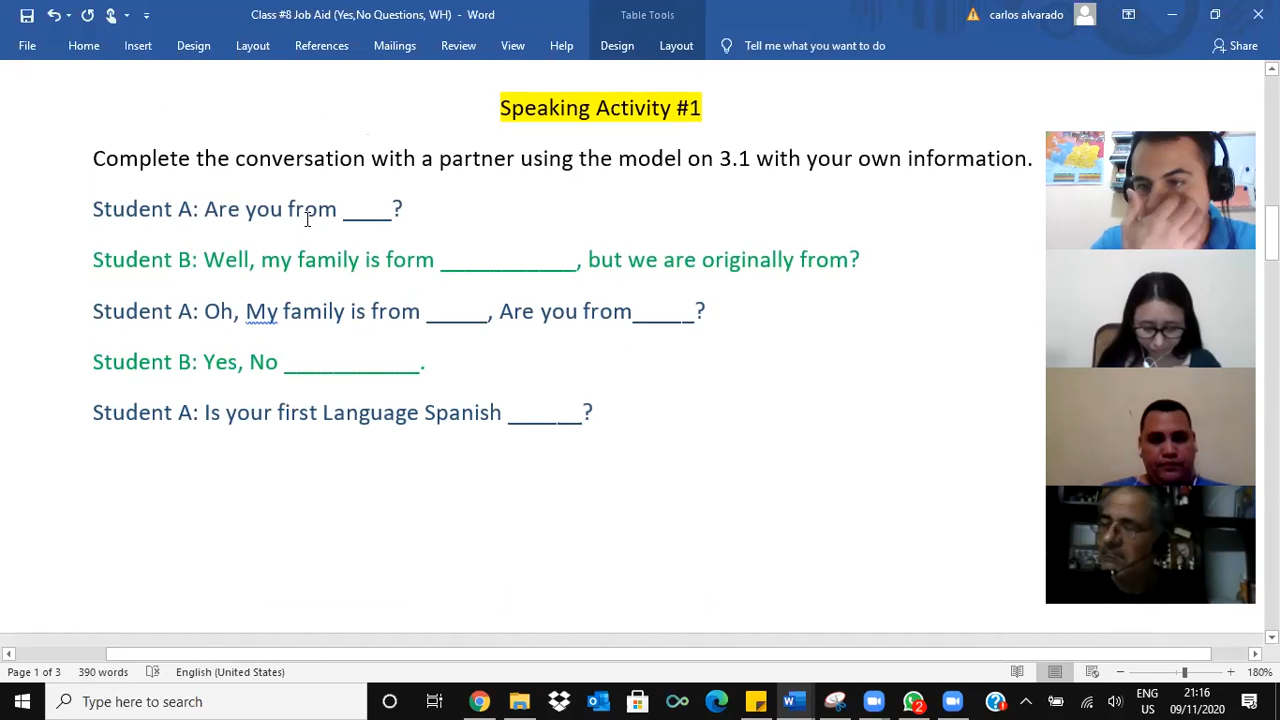 Class #8 Job Aid (Yes,No Questions, WH) - Word
Table Tools
carlos alvarado
File Home Insert Design Layout References Mailings Review View Help Design Layout Tell me what you want to do Share
Speaking Activity #1
Complete the conversation with a partner using the model on 3.1 with your own information.
Student A: Are you from ____?
Student B: Well, my family is form ___________, but we are originally from?
Student A: Oh, My family is from _____, Are you from_____?
Student B: Yes, No ___________.
Student A: Is your first Language Spanish ______?
Page 1 of 3 390 words English (United States) 180%
Type here to search
2
ENG
US
21:16
09/11/2020